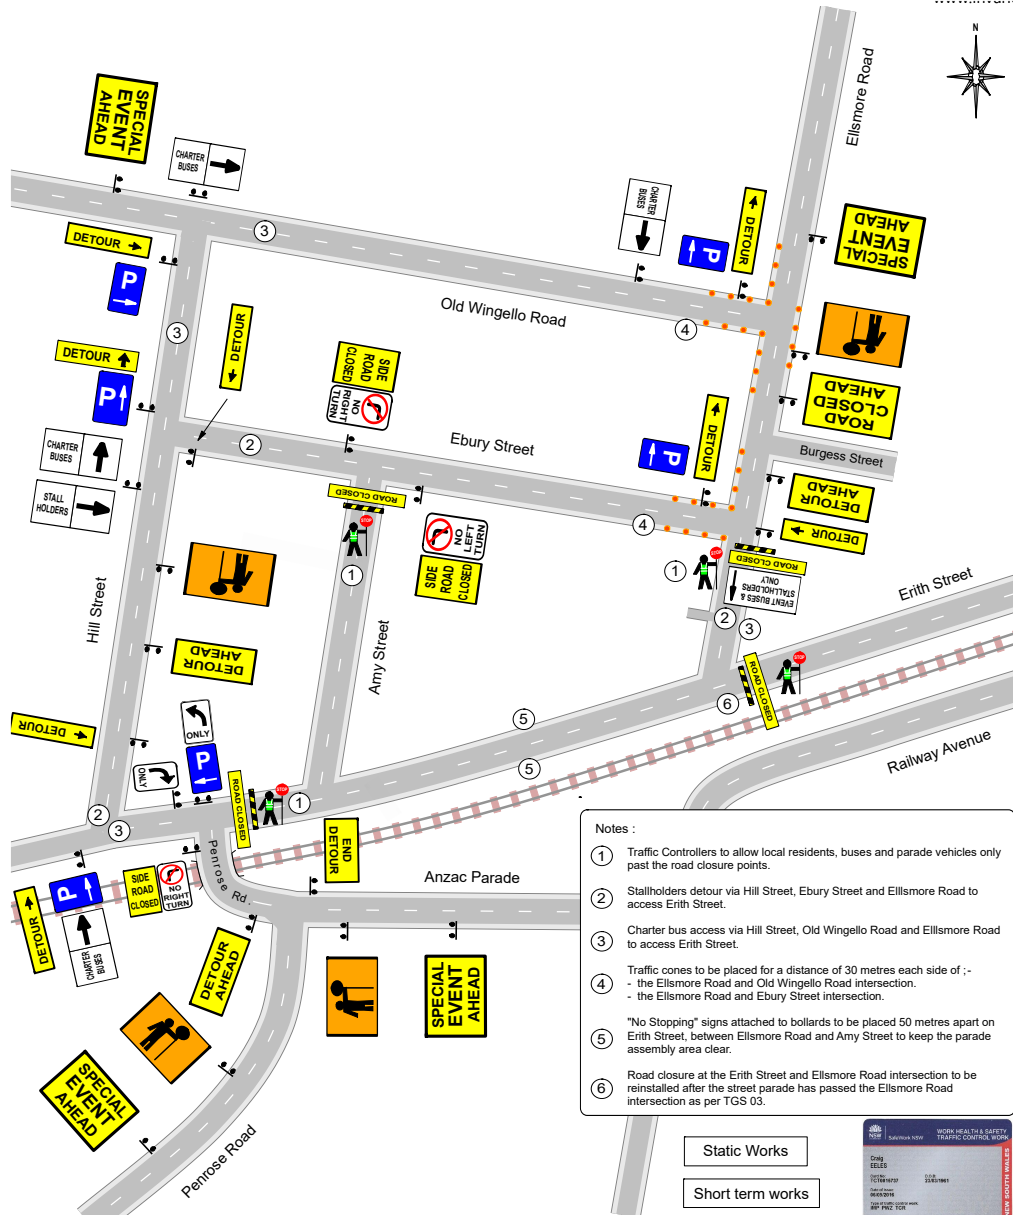 N
Ellsmore Road
SPECIAL
EVENT
AHEAD
CHARTER
BUSES
CHARTER
BUSES
DETOUR
P
DETOUR
SPECIAL
EVENT
AHEAD
DETOUR
P
Old Wingello Road
3
3
4
DETOUR
SIDE
ROAD
CLOSED
NO
RIGHT
TURN
DETOUR
P
ROAD
CLOSED
AHEAD
CHARTER
BUSES
STALL
HOLDERS
2
Ebury Street
P
DETOUR
Burgess Street
ROAD CLOSED
NO
LEFT
TURN
SIDE
ROAD
CLOSED
STOP
1
4
DETOUR
AHEAD
DETOUR
ROAD CLOSED
STOP
1
EVENT BUSES &
STALLHOLDERS
ONLY
Erith Street
Hill Street
Amy Street
2
3
DETOUR
AHEAD
STOP
ROAD CLOSED
6
5
5
DETOUR
ONLY
P
ONLY
ROAD CLOSED
STOP
1
2
3
Railway Avenue
Penrose Rd.
END
DETOUR
Anzac Parade
SIDE
ROAD
CLOSED
NO
RIGHT
TURN
P
DETOUR
CHARTER
BUSES
DETOUR
AHEAD
SPECIAL
EVENT
AHEAD
SPECIAL
EVENT
AHEAD
Penrose Road
Notes :
1 Traffic Controllers to allow local residents, buses and parade vehicles only
past the road closure points.
2 Stallholders detour via Hill Street, Ebury Street and Elllsmore Road to
access Erith Street.
3 Charter bus access via Hill Street, Old Wingello Road and Elllsmore Road
to access Erith Street.
4 Traffic cones to be placed for a distance of 30 metres each side of ;-
- the Ellsmore Road and Old Wingello Road intersection.
- the Ellsmore Road and Ebury Street intersection.
5 "No Stopping" signs attached to bollards to be placed 50 metres apart on
Erith Street, between Ellsmore Road and Amy Street to keep the parade
assembly area clear.
6 Road closure at the Erith Street and Ellsmore Road intersection to be
reinstalled after the street parade has passed the Ellsmore Road
intersection as per TGS 03.
Static Works
Short term works
NSW
SafeWork NSW
WORK HEALTH & SAFETY
TRAFFIC CONTROL WORK
Craig
EELES
NEW SOUTH WALES